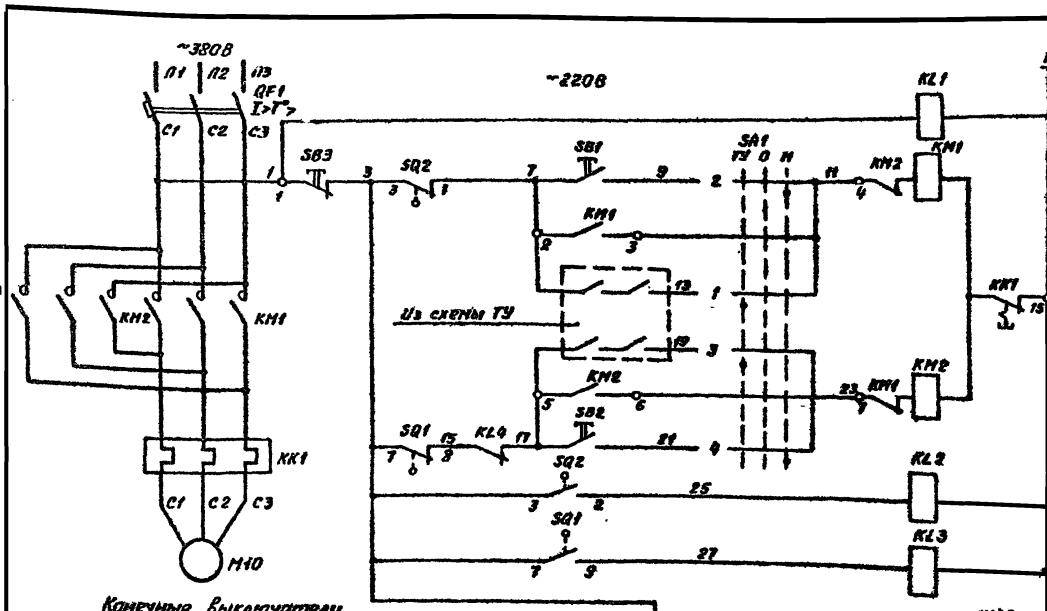 ~380В
Л1 Л2 Л3
QF1
I>T°>
С1 С2 С3
~220В
KL1
1
1
SB3
3
SQ2
3
7
SB1
9
2
SA1
ТУ О М
11
4
KM2
KM1
2
KM1
3
13
1
KK1
15
Из схемы ТУ
KM2
KM1
19
3
5
KM2
6
23
7
KM1
KM2
SQ1
7
15
8
KL4
17
SB2
21
4
KK1
SQ2
3
2
25
KL2
С1 С2 С3
M10
SQ1
7
9
27
KL3
Конечные выключатели